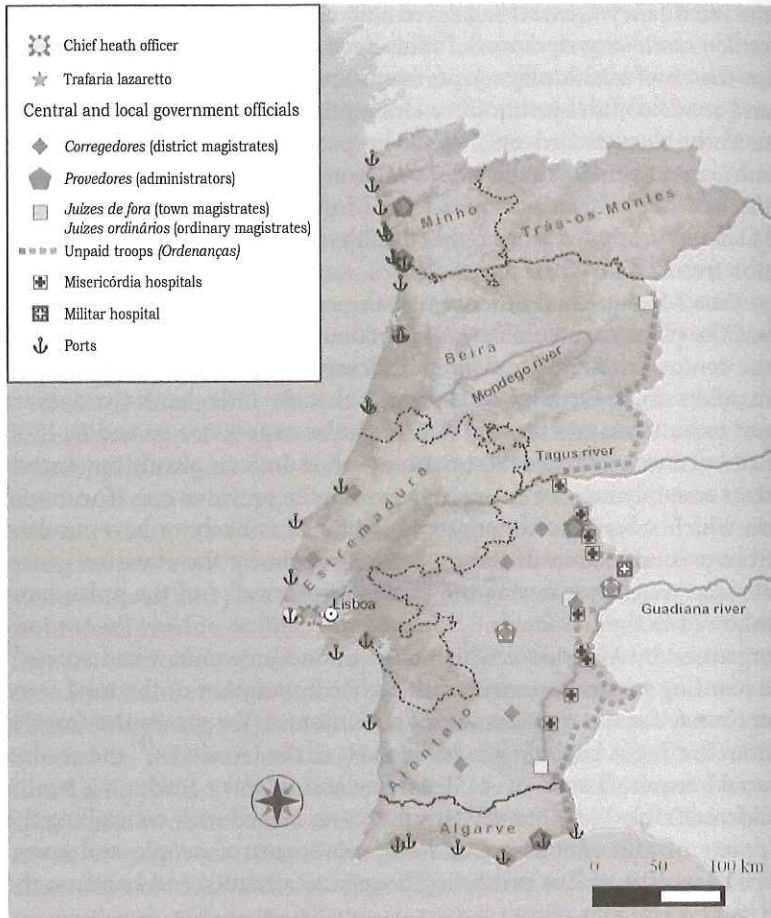 Chief heath officer
Trafaria lazaretto
Central and local government officials
Corregedores (district magistrates)
Provedores (administrators)
Juízes de fora (town magistrates)
Juízes ordinários (ordinary magistrates)
Unpaid troops (Ordenanças)
Misericórdia hospitals
Militar hospital
Ports
Minho
Trás-os-Montes
Beira
Mondego river
Tagus river
Estremadura
Lisboa
Guadiana river
Alentejo
Algarve
0 50 100 km